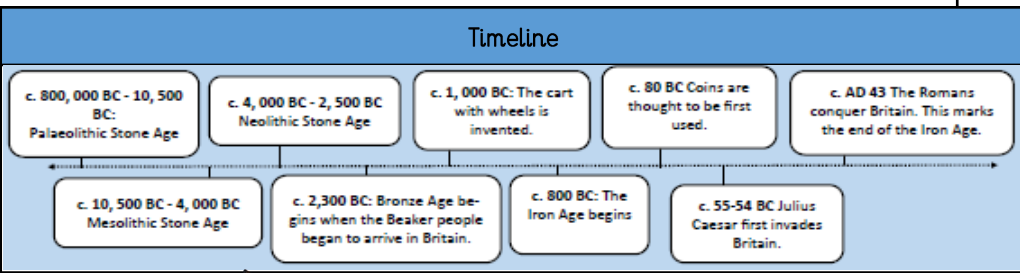 Timeline
c. 800, 000 BC - 10, 500
BC:
Palaeolithic Stone Age
c. 4, 000 BC - 2, 500 BC
Neolithic Stone Age
c. 1, 000 BC: The cart
with wheels is
invented.
c. 80 BC Coins are
thought to be first
used.
c. AD 43 The Romans
conquer Britain. This marks
the end of the Iron Age.
c. 10, 500 BC - 4, 000 BC
Mesolithic Stone Age
c. 2,300 BC: Bronze Age be-
gins when the Beaker people
began to arrive in Britain.
c. 800 BC: The
Iron Age begins
c. 55-54 BC Julius
Caesar first invades
Britain.